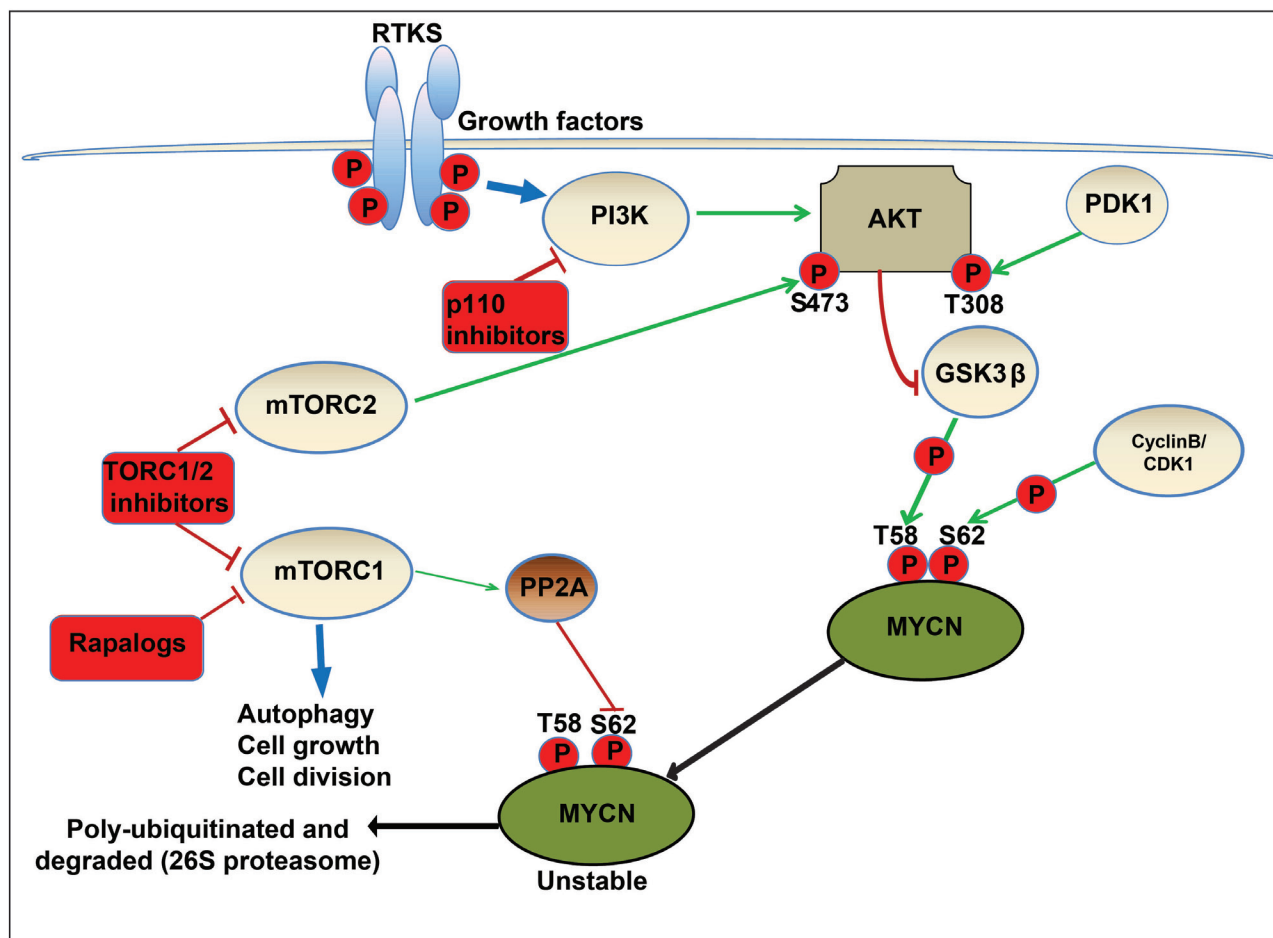 RTKS
Growth factors
P
P
P
P
PI3K
AKT
PDK1
P
P
S473
T308
p110
inhibitors
GSK3β
mTORC2
P
CyclinB/
CDK1
TORC1/2
inhibitors
P
T58
S62
P
P
mTORC1
PP2A
MYCN
Rapalogs
Autophagy
Cell growth
Cell division
T58
S62
P
P
MYCN
Poly-ubiquitinated and
degraded (26S proteasome)
Unstable